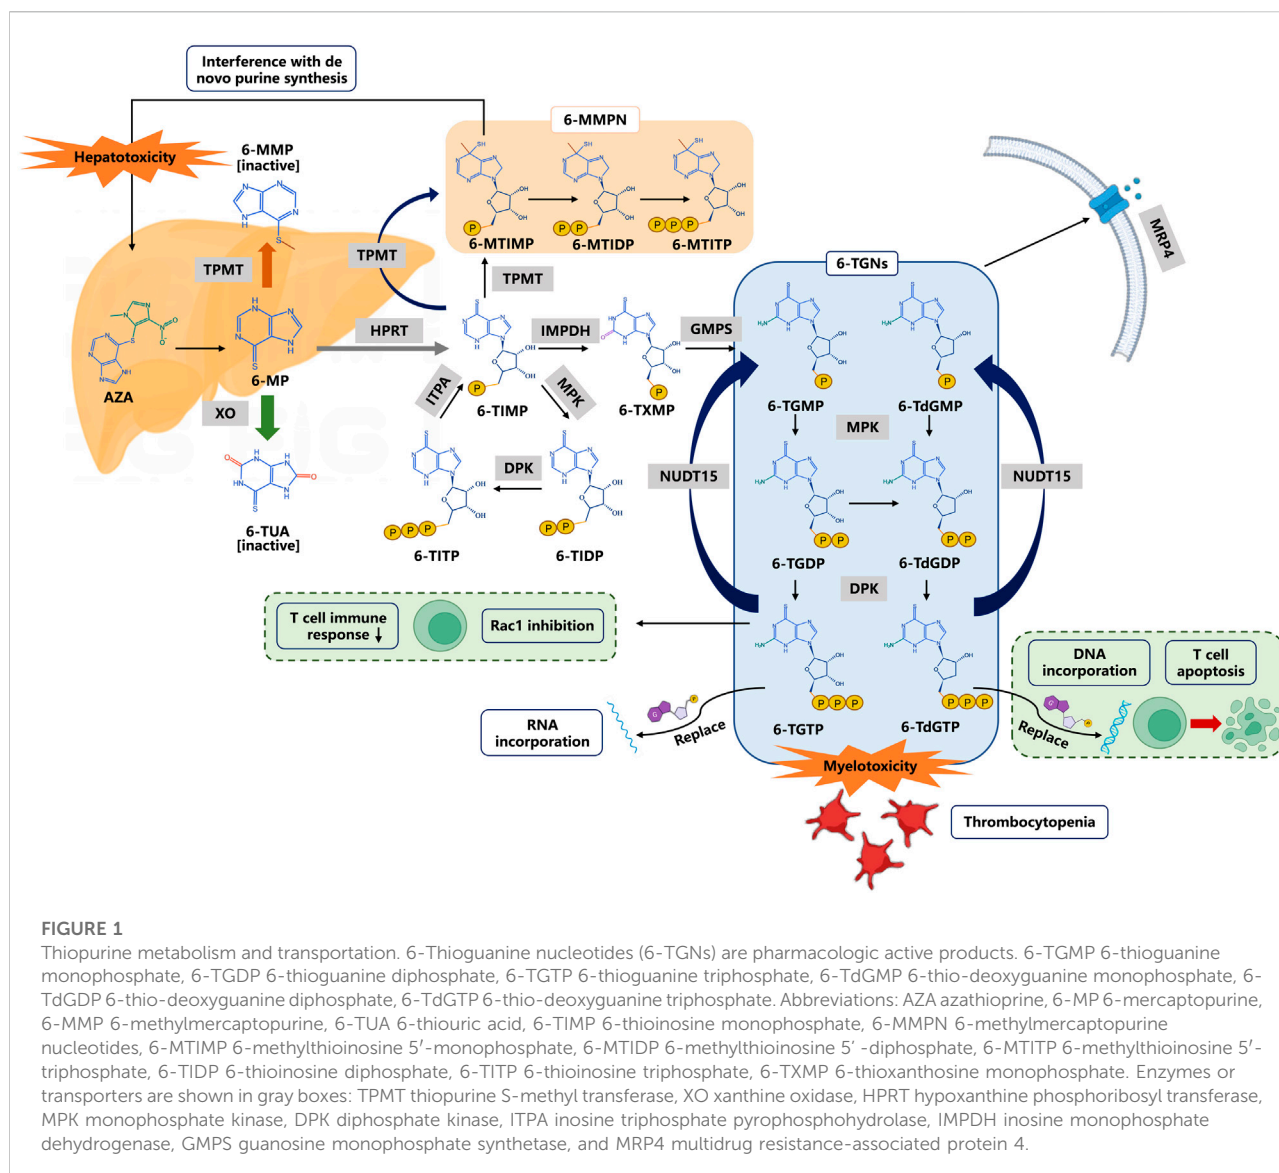 Interference with de
novo purine synthesis
Hepatotoxicity
6-MMP
[inactive]
TPMT
AZA
6-MP
XO
6-TUA
[inactive]
HPRT
TPMT
6-MMPN
6-MTIMP
6-MTIDP
6-MTITP
TPMT
6-TIMP
IMPDH
6-TXMP
GMPS
ITPA
MPK
DPK
6-TITP
6-TIDP
6-TGNs
6-TGMP
6-TdGMP
MPK
NUDT15
NUDT15
6-TGDP
6-TdGDP
DPK
6-TGTP
6-TdGTP
MRP4
T cell immune
response
Rac1 inhibition
RNA
incorporation
Replace
DNA
incorporation
T cell
apoptosis
Replace
Myelotoxicity
Thrombocytopenia
FIGURE 1
Thiopurine metabolism and transportation. 6-Thioguanine nucleotides (6-TGNs) are pharmacologic active products. 6-TGMP 6-thioguanine
monophosphate, 6-TGDP 6-thioguanine diphosphate, 6-TGTP 6-thioguanine triphosphate, 6-TdGMP 6-thio-deoxyguanine monophosphate, 6-
TdGDP 6-thio-deoxyguanine diphosphate, 6-TdGTP 6-thio-deoxyguanine triphosphate. Abbreviations: AZA azathioprine, 6-MP 6-mercaptopurine,
6-MMP 6-methylmercaptopurine, 6-TUA 6-thiouric acid, 6-TIMP 6-thioinosine monophosphate, 6-MMPN 6-methylmercaptopurine
nucleotides, 6-MTIMP 6-methylthioinosine 5′-monophosphate, 6-MTIDP 6-methylthioinosine 5′ -diphosphate, 6-MTITP 6-methylthioinosine 5′-
triphosphate, 6-TIDP 6-thioinosine diphosphate, 6-TITP 6-thioinosine triphosphate, 6-TXMP 6-thioxanthosine monophosphate. Enzymes or
transporters are shown in gray boxes: TPMT thiopurine S-methyl transferase, XO xanthine oxidase, HPRT hypoxanthine phosphoribosyl transferase,
MPK monophosphate kinase, DPK diphosphate kinase, ITPA inosine triphosphate pyrophosphohydrolase, IMPDH inosine monophosphate
dehydrogenase, GMPS guanosine monophosphate synthetase, and MRP4 multidrug resistance-associated protein 4.